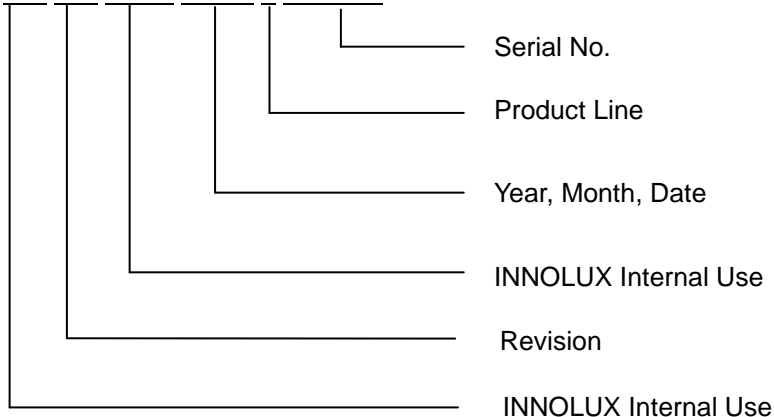 Serial No.
Product Line
Year, Month, Date
INNOLUX Internal Use
Revision
INNOLUX Internal Use